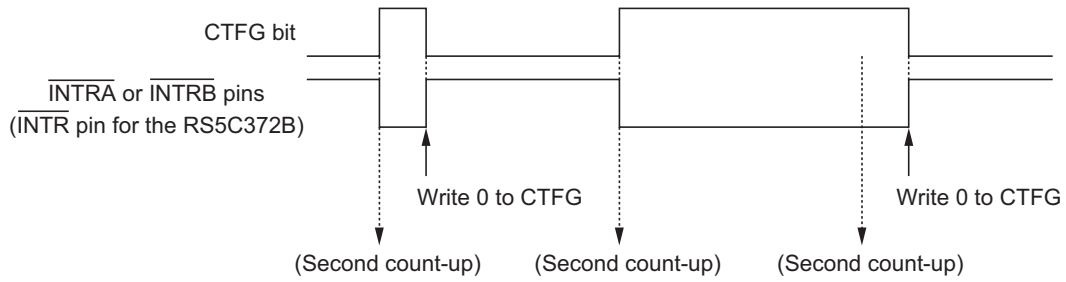 CTFG bit
INTRA or INTRB pins
(INTR pin for the RS5C372B)
Write 0 to CTFG
Write 0 to CTFG
(Second count-up)
(Second count-up)
(Second count-up)